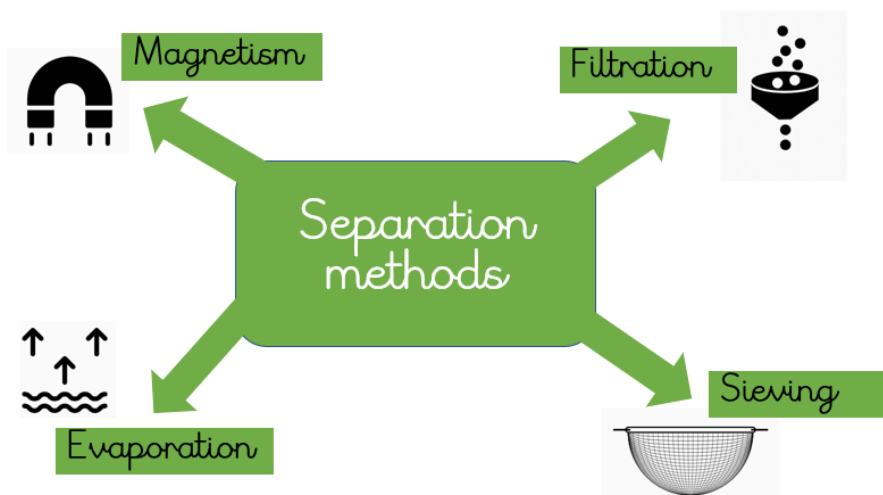 Magnetism
Filtration
Separation
methods
Evaporation
Sieving